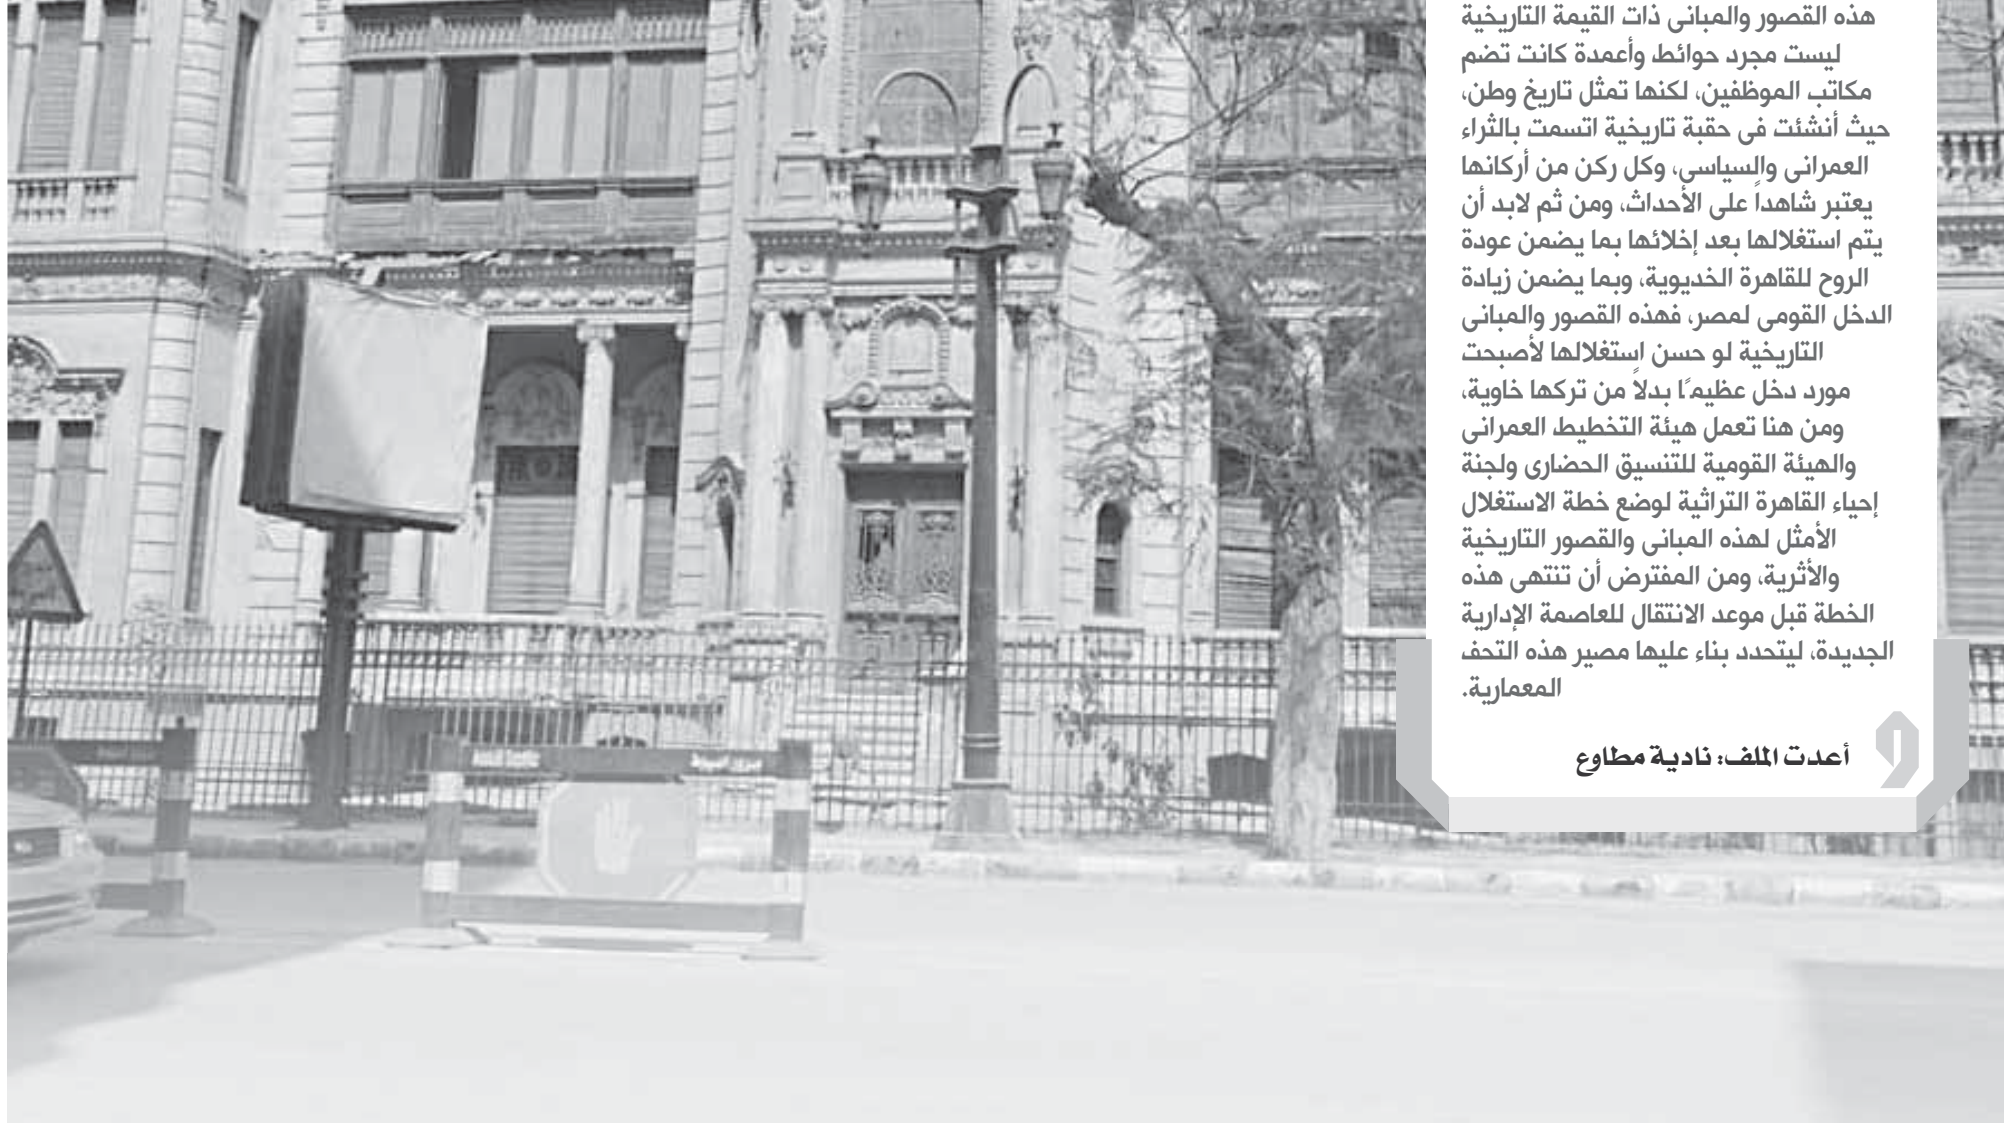 هذه القصور والمبانى ذات القيمة التاريخية
ليست مجرد حوائط وأعمدة كانت تضم
مكاتب الموظفين، لكنها تمثل تاريخ وطن،
حيث أنشئت فى حقبة تاريخية اتسمت بالثراء
العمرانى والسياسى، وكل ركن من أركانها
يعتبر شاهداً على الأحداث، ومن ثم لابد أن
يتم استغلالها بعد إخلائها بما يضمن عودة
الروح للقاهرة الخديوية، وبما يضمن زيادة
الدخل القومى لمصر، فهذه القصور والمبانى
التاريخية لو حسن استغلالها لأصبحت
مورد دخل عظيمًا بدلاً من تركها خاوية،
ومن هنا تعمل هيئة التخطيط العمرانى
والهيئة القومية للتنسيق الحضارى ولجنة
إحياء القاهرة التراثية لوضع خطة الاستغلال
الأمثل لهذه المبانى والقصور التاريخية
والأثرية، ومن المفترض أن تنتهى هذه
الخطة قبل موعد الانتقال للعاصمة الإدارية
الجديدة، ليتحدد بناء عليها مصير هذه التحف
المعمارية.
أعدت الملف: نادية مطاوع